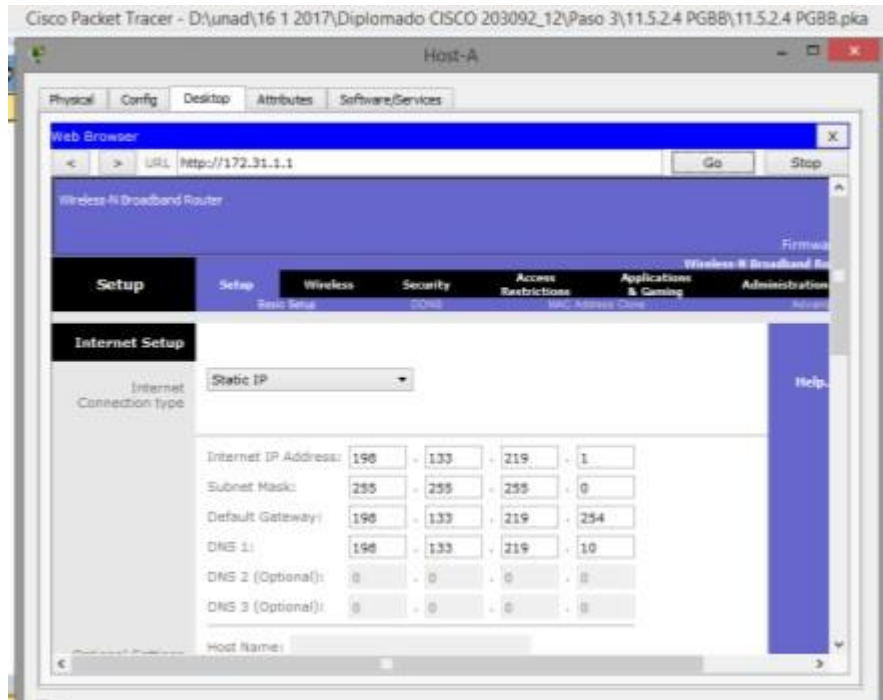 Cisco Packet Tracer - D:\unad\16 1 2017\Diplomado CISCO 203092_12\Paso 3\11.5.2.4 PGBB\11.5.2.4 PGBB.pka
Host-A
Physical Config Desktop Attributes Software/Services
Web Browser X
< > URL http://172.31.1.1 Go Stop
Wireless-N Broadband Router
Firmwa
Wireless-N Broadband Ro
Setup Setup Wireless Security Access Restrictions Applications & Gaming Administration
Basic Setup DDNS MAC Address Clone Advan
Internet Setup
Internet Connection type Static IP Help.
Internet IP Address: 198 . 133 . 219 . 1
Subnet Mask: 255 . 255 . 255 . 0
Default Gateway: 198 . 133 . 219 . 254
DNS 1: 198 . 133 . 219 . 10
DNS 2 (Optional): 0 . 0 . 0 . 0
DNS 3 (Optional): 0 . 0 . 0 . 0
Host Name: